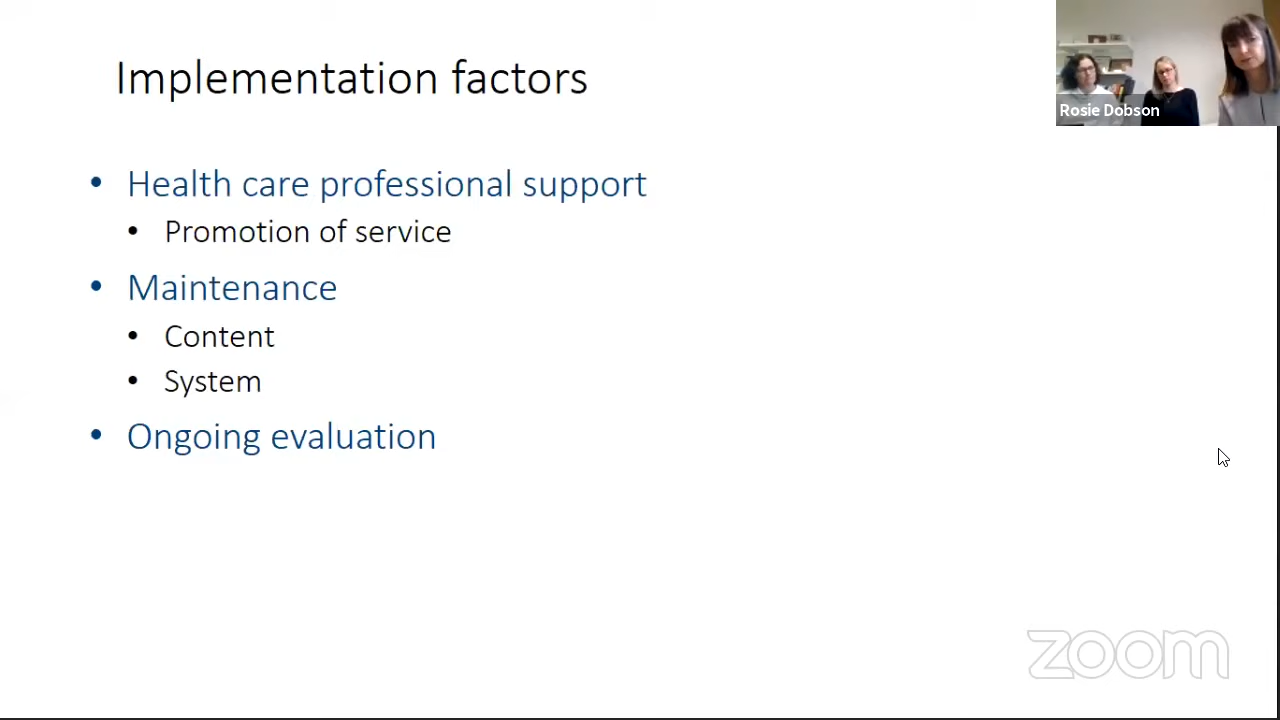 Implementation factors
Rosie Dobson
• Health care professional support
• Promotion of service
• Maintenance
• Content
• System
• Ongoing evaluation
zoom